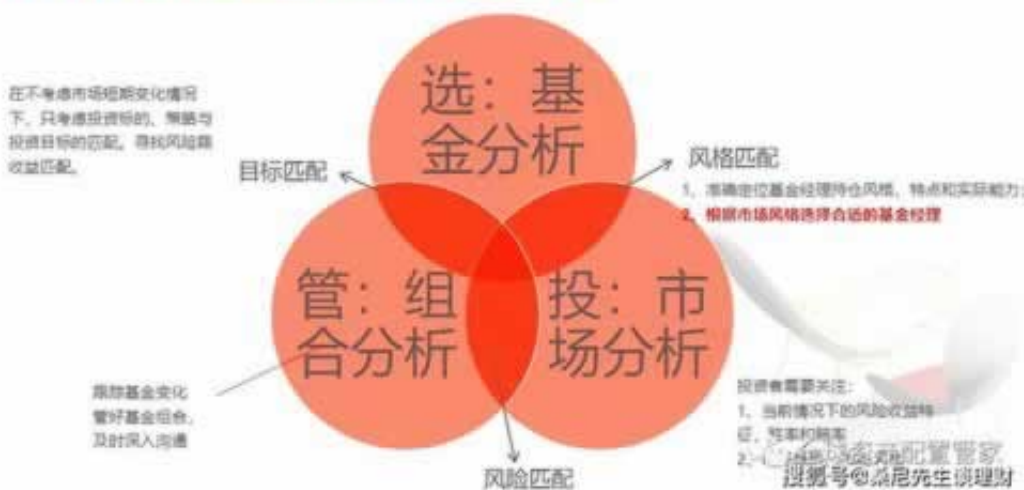 选：基
金分析
在不考虑市场短期变化情况
下，只考虑投资标的、策略与
投资目标的匹配。寻找风险跟
收益匹配。
目标匹配
风格匹配
1、准确定位基金经理持仓风格，特点和实际能力；
2、根据市场风格选择合适的基金经理
管：组
合分析
投：市
场分析
跟踪基金变化
管好基金组合，
及时深入沟通
投资者需要关注：
1、当前情况下的风险收益特
征，胜率和赔率
2、
配置管家
风险匹配
搜狐号@桑尼先生谈理财